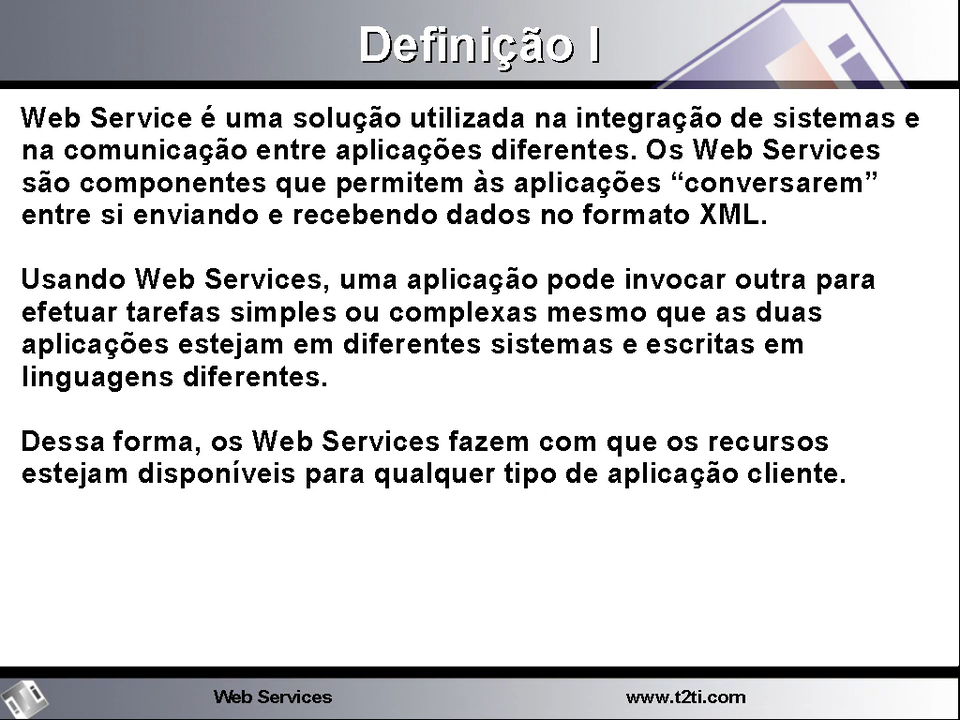 Definição I
Web Service é uma solução utilizada na integração de sistemas e
na comunicação entre aplicações diferentes. Os Web Services
são componentes que permitem às aplicações “conversarem”
entre si enviando e recebendo dados no formato XML.
Usando Web Services, uma aplicação pode invocar outra para
efetuar tarefas simples ou complexas mesmo que as duas
aplicações estejam em diferentes sistemas e escritas em
linguagens diferentes.
Dessa forma, os Web Services fazem com que os recursos
estejam disponíveis para qualquer tipo de aplicação cliente.
Web Services
www.t2ti.com